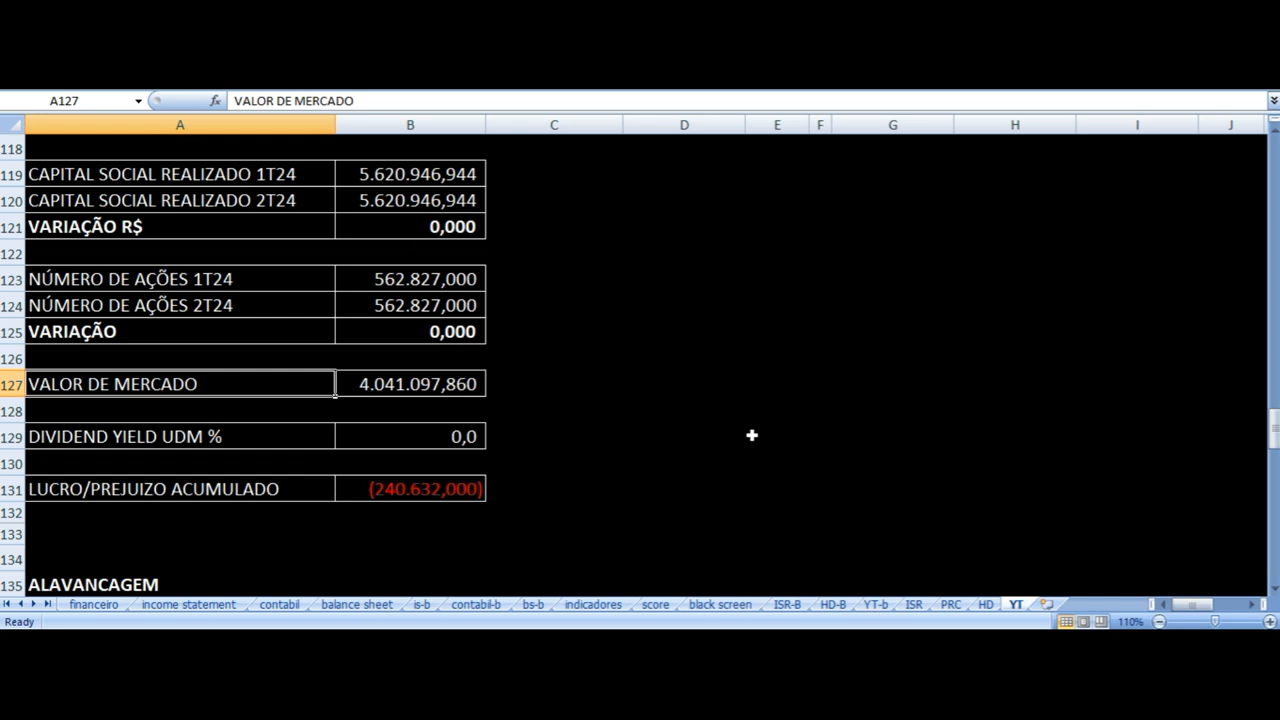 A127 fx VALOR DE MERCADO
A B C D E F G H I J
118
119 CAPITAL SOCIAL REALIZADO 1T24 5.620.946,944
120 CAPITAL SOCIAL REALIZADO 2T24 5.620.946,944
121 VARIAÇÃO R$ 0,000
122
123 NÚMERO DE AÇÕES 1T24 562.827,000
124 NÚMERO DE AÇÕES 2T24 562.827,000
125 VARIAÇÃO 0,000
126
127 VALOR DE MERCADO 4.041.097,860
128
129 DIVIDEND YIELD UDM % 0,0
130
131 LUCRO/PREJUIZO ACUMULADO (240.632,000)
132
133
134
135 ALAVANCAGEM
financeiro income statement contabil balance sheet is-b contabil-b bs-b indicadores score black screen ISR-B HD-B YT-b ISR PRC HD YT
Ready 110%